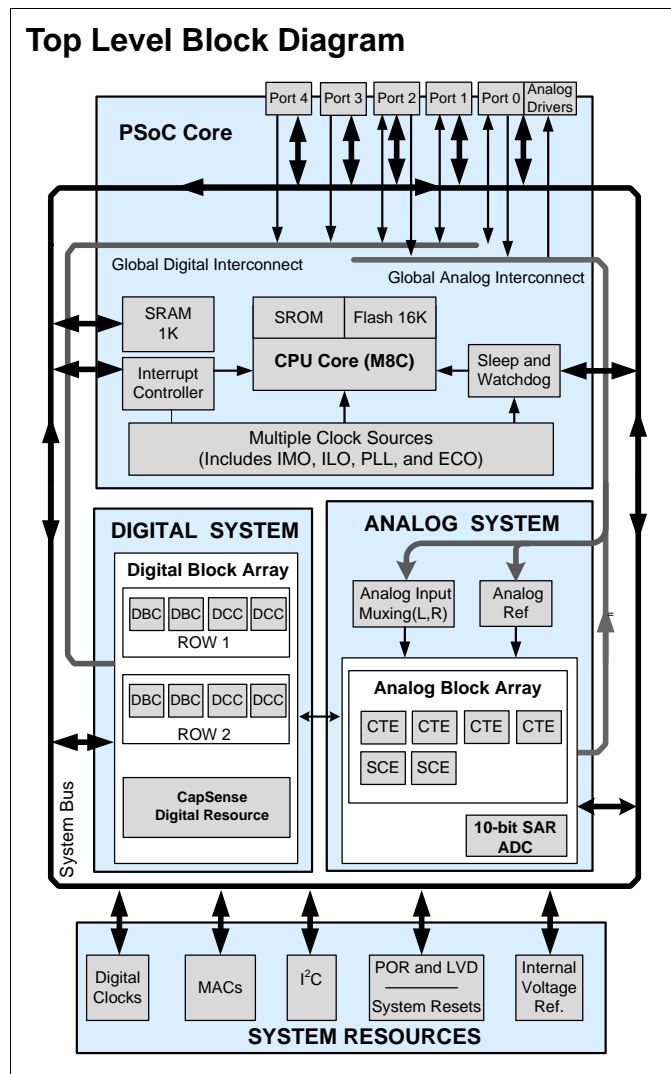 Top Level Block Diagram
Port 4 Port 3 Port 2 Port 1 Port 0 Analog
Drivers
PSoC Core
Global Digital Interconnect
Global Analog Interconnect
SRAM
1K
SROM Flash 16K
CPU Core (M8C)
Interrupt
Controller
Sleep and
Watchdog
Multiple Clock Sources
(Includes IMO, ILO, PLL, and ECO)
DIGITAL SYSTEM
Digital Block Array
DBC DBC DCC DCC
ROW 1
DBC DBC DCC DCC
ROW 2
CapSense
Digital Resource
ANALOG SYSTEM
Analog Input
Muxing(L,R)
Analog
Ref
Analog Block Array
CTE CTE CTE CTE
SCE SCE
10-bit SAR
ADC
System Bus
Digital
Clocks
MACs
I²C
POR and LVD
System Resets
Internal
Voltage
Ref.
SYSTEM RESOURCES